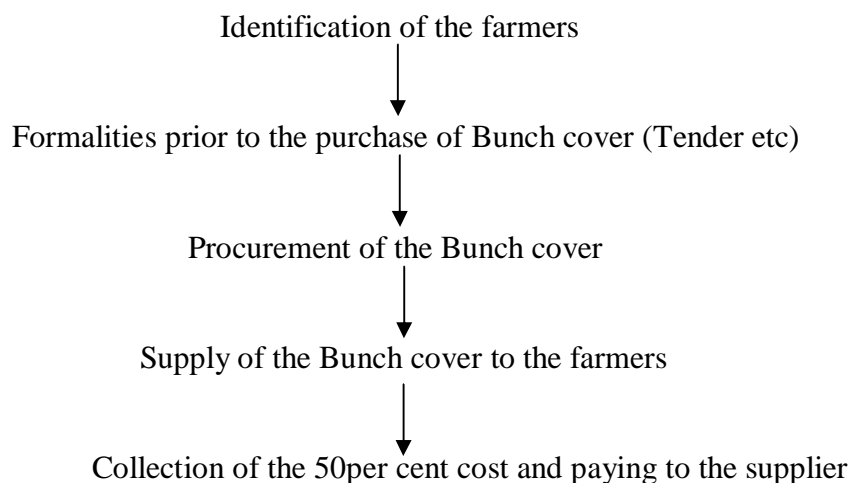 Identification of the farmers
Formalities prior to the purchase of Bunch cover (Tender etc)
Procurement of the Bunch cover
Supply of the Bunch cover to the farmers
Collection of the 50per cent cost and paying to the supplier